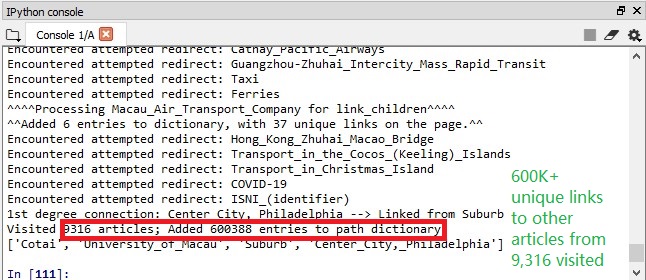 IPython console
Console 1/A
Encountered attempted redirect: Cathay_Pacific_Airways
Encountered attempted redirect: Guangzhou-Zhuhai_Intercity_Mass_Rapid_Transit
Encountered attempted redirect: Taxi
Encountered attempted redirect: Ferries
^^^^Processing Macau_Air_Transport_Company for link_children^^^^
^^Added 6 entries to dictionary, with 37 unique links on the page.^^
Encountered attempted redirect: Hong_Kong_Zhuhai_Macao_Bridge
Encountered attempted redirect: Transport_in_the_Cocos_(Keeling)_Islands
Encountered attempted redirect: Transport_in_Christmas_Island
Encountered attempted redirect: COVID-19
Encountered attempted redirect: ISNI_(identifier)
1st degree connection: Center City, Philadelphia --> Linked from Suburb
Visited 9316 articles; Added 600388 entries to path dictionary
['Cotai', 'University_of_Macau', 'Suburb', 'Center_City,_Philadelphia']
In [111]:
600K+
unique links
to other
articles from
9,316 visited